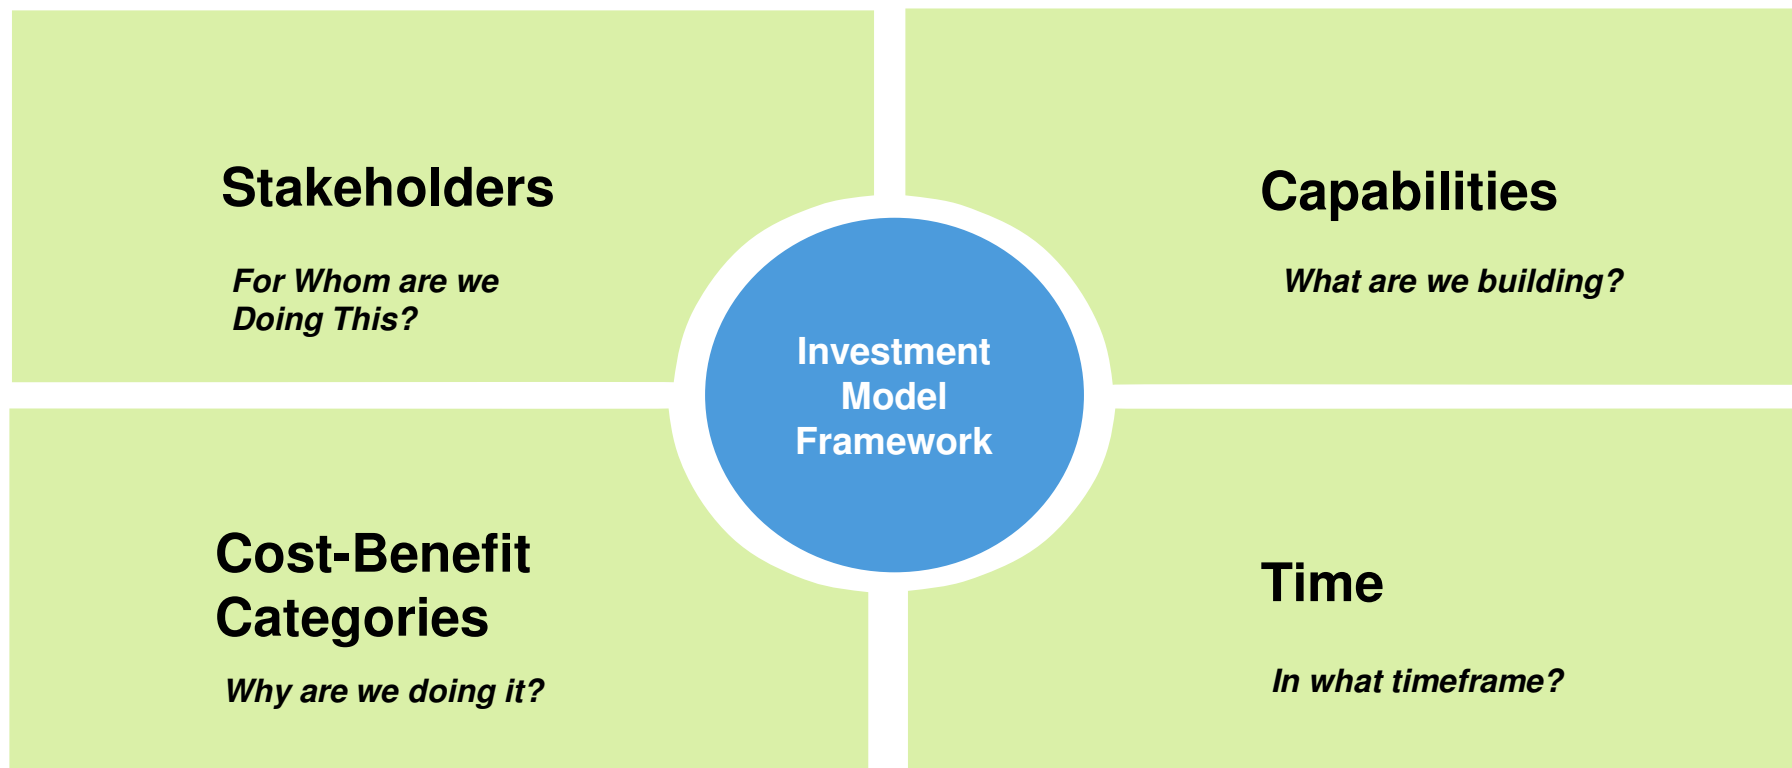 Stakeholders
For Whom are we
Doing This?
Capabilities
What are we building?
Investment
Model
Framework
Cost-Benefit
Categories
Why are we doing it?
Time
In what timeframe?